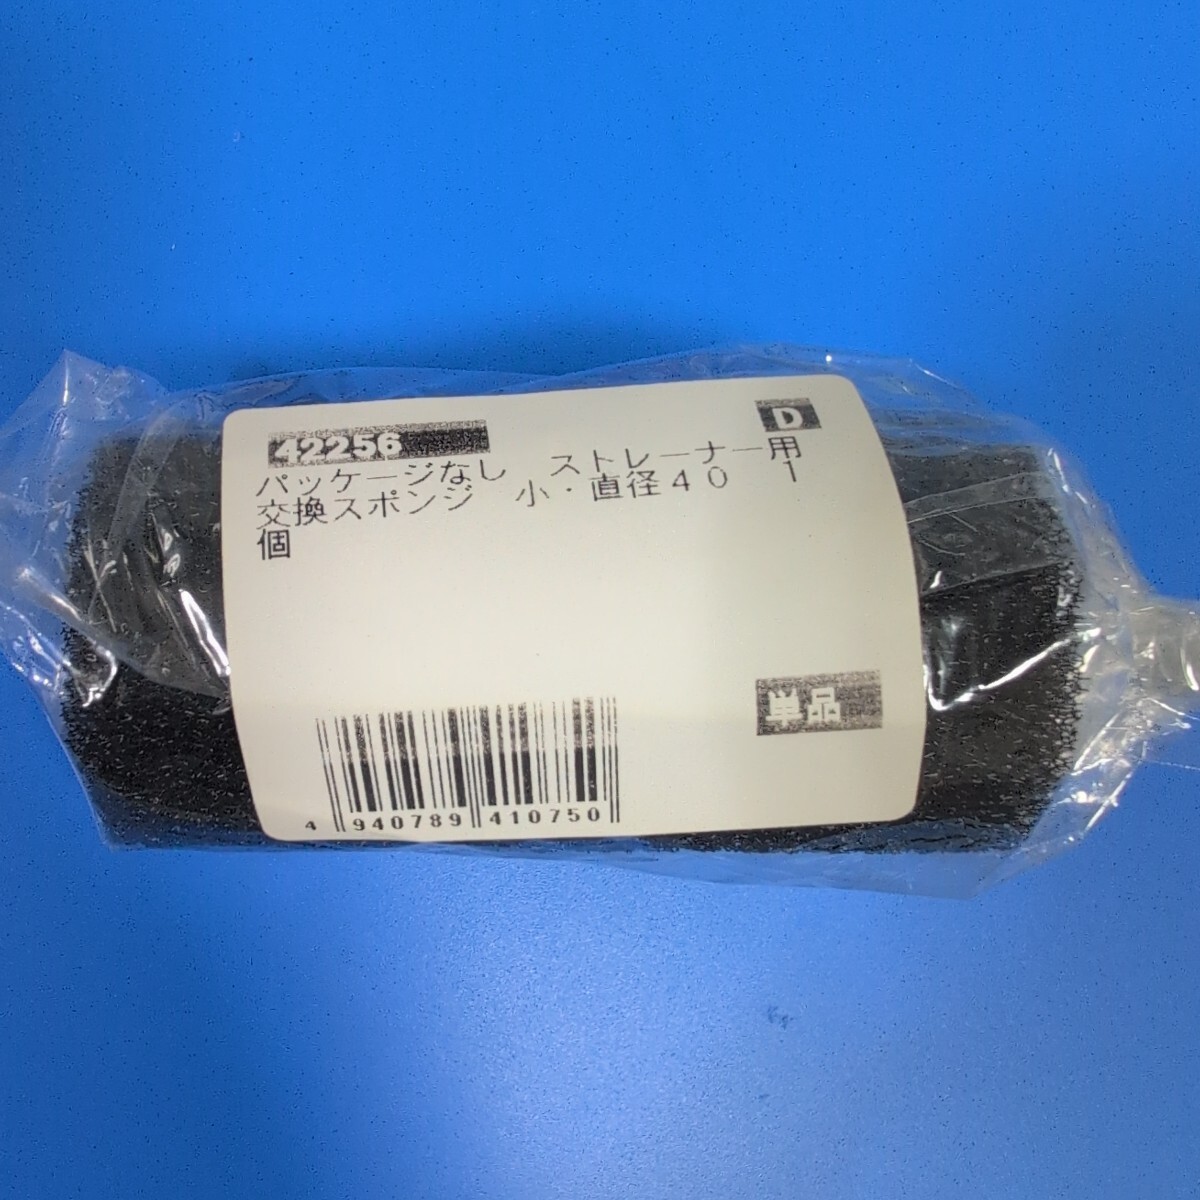 42256 D
パッケージなし ストレーナー用
交換スポンジ 小・直径40 1
個
単品
4 940789 410750